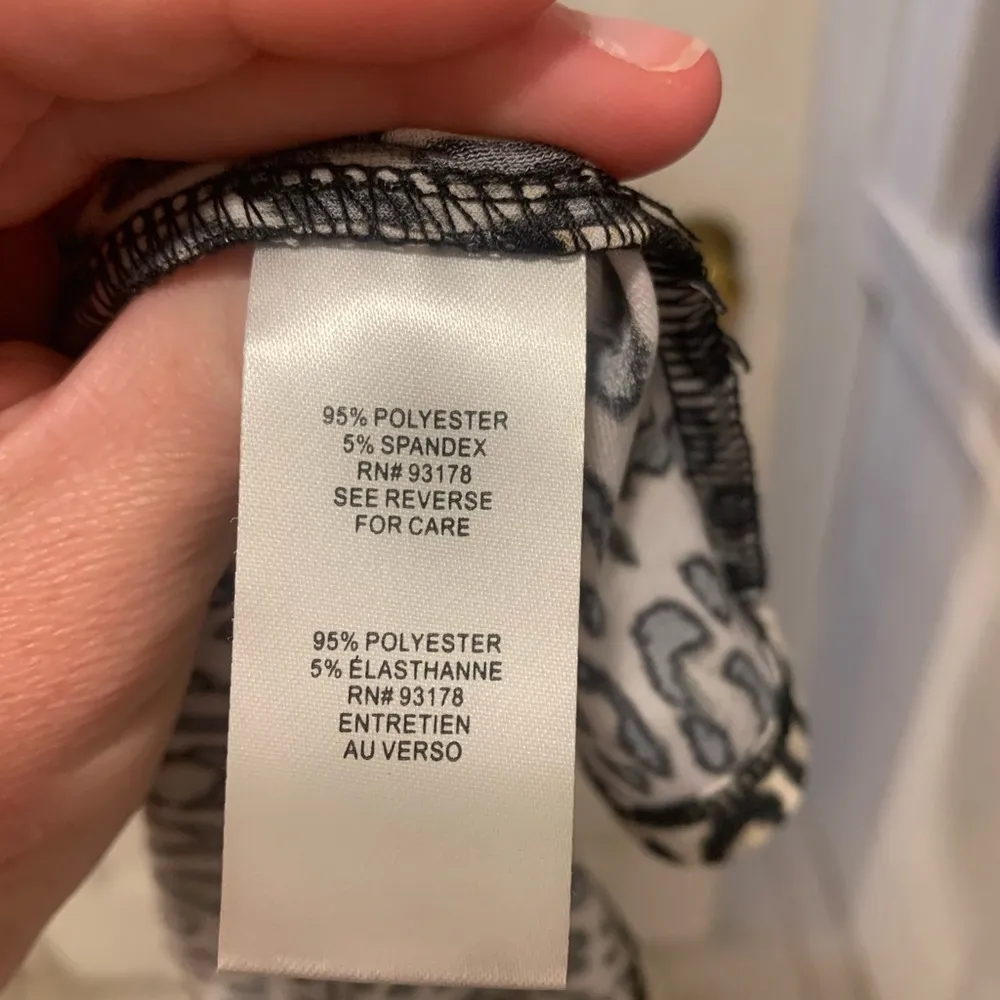 95% POLYESTER
5% SPANDEX
RN# 93178
SEE REVERSE
FOR CARE
95% POLYESTER
5% ÉLASTHANNE
RN# 93178
ENTRETIEN
AU VERSO